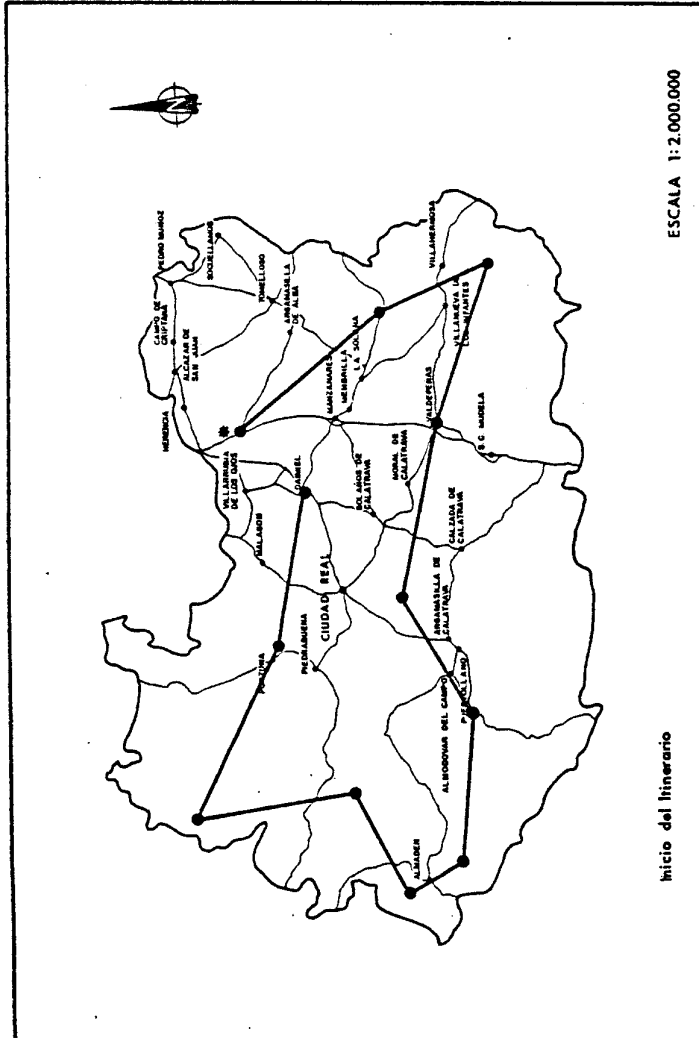 N
PEDRO MUÑOZ
CAMPO DE
CRIPTANA
SOCUELLAMOS
ALCAZAR DE
SAN JUAN
HERENCIA
TOMELLOSO
ARGAMASILLA
DE ALBA
*
VILLARRUBIA
DE LOS OJOS
MALAGON
DAIMIEL
MANZANARES
MEMBRILLA
LA SOLANA
PORZUNA
PIEDRABUENA
CIUDAD REAL
BOLAÑOS DE
CALATRAVA
MORAL DE
CALATRAVA
VALDEPEÑAS
VILLAHERMOSA
VILLANUEVA DE
LOS INFANTES
S.C. MUDELA
CALZADA DE
CALATRAVA
ARGAMASILLA DE
CALATRAVA
ALMODOVAR DEL CAMPO
PUERTOLLANO
ALMADEN
Inicio del Itinerario
ESCALA 1:2.000.000